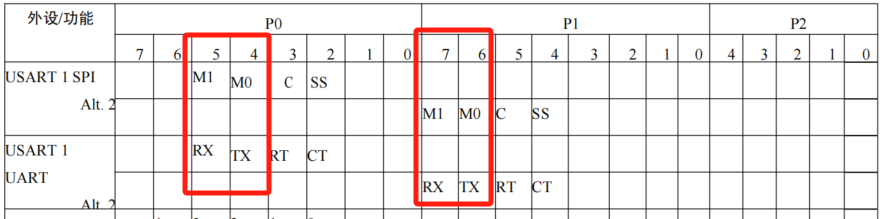 外设/功能 P0 P1 P2
7 6 5 4 3 2 1 0 7 6 5 4 3 2 1 0 4 3 2 1 0
USART 1 SPI M1 M0 C SS
Alt. 2 M1 M0 C SS
USART 1 RX TX RT CT
UART
Alt. 2 RX TX RT CT